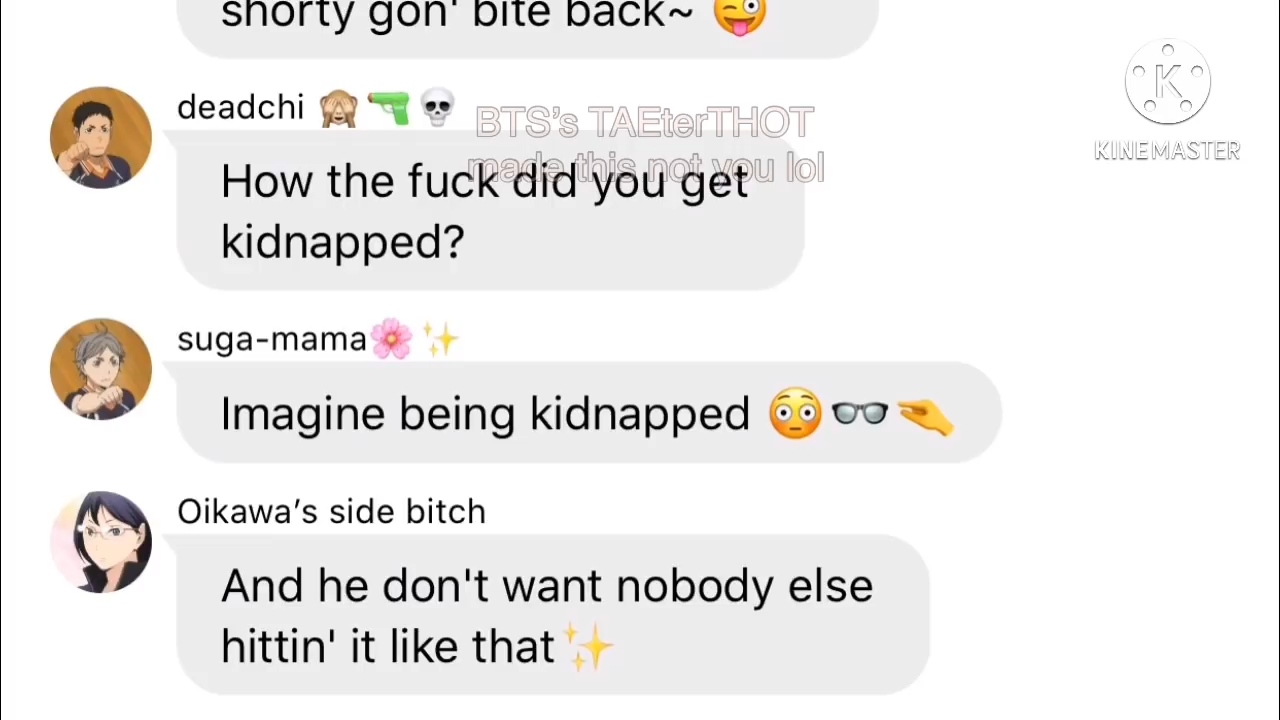 shorty gon' bite back~ 😜
deadchi 🙈🔫💀
BTS's TAEterTHOT
made this not you lol
How the fuck did you get
kidnapped?
suga-mama🌸✨
Imagine being kidnapped 😳👓🫴
Oikawa's side bitch
And he don't want nobody else
hittin' it like that✨
K
KINEMASTER